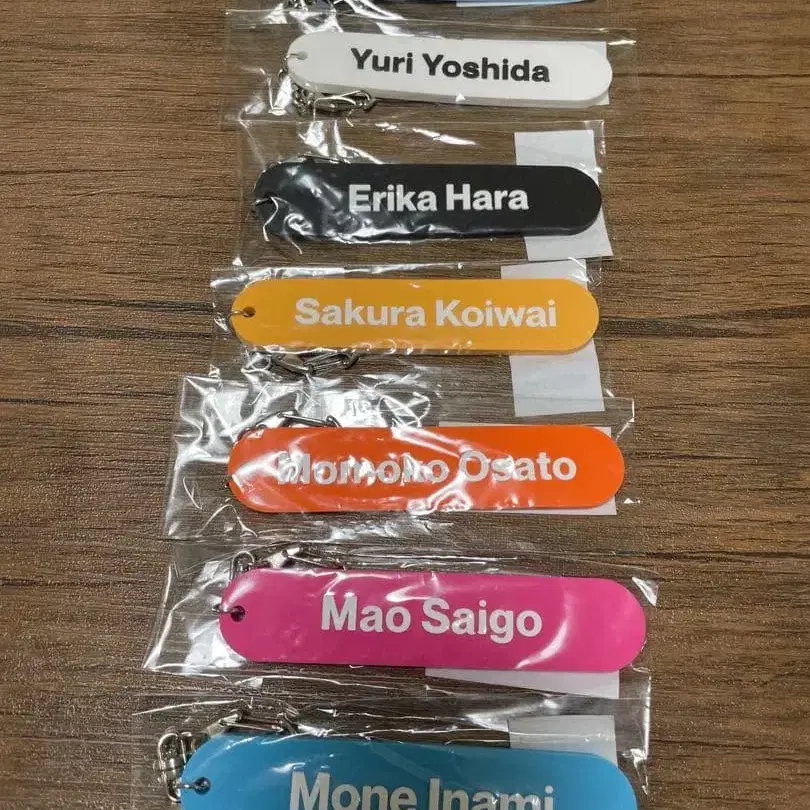 Yuri Yoshida
Erika Hara
Sakura Koiwai
Momoko Osato
Mao Saigo
Mone Inami